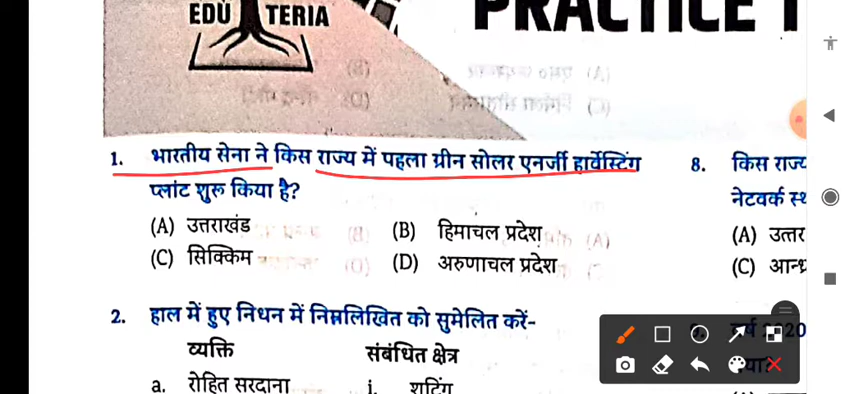 EDU TERIA
PRACTICE
1. भारतीय सेना ने किस राज्य में पहला ग्रीन सोलर एनर्जी हार्वेस्टिंग
प्लांट शुरू किया है?
(A) उत्तराखंड (B) हिमाचल प्रदेश
(C) सिक्किम (D) अरुणाचल प्रदेश
2. हाल में हुए निधन में निम्नलिखित को सुमेलित करें-
व्यक्ति संबंधित क्षेत्र
a. रोहित सरदाना i. शूटिंग
8. किस राज्य
नेटवर्क
(A) उत्तर
(C)
2020